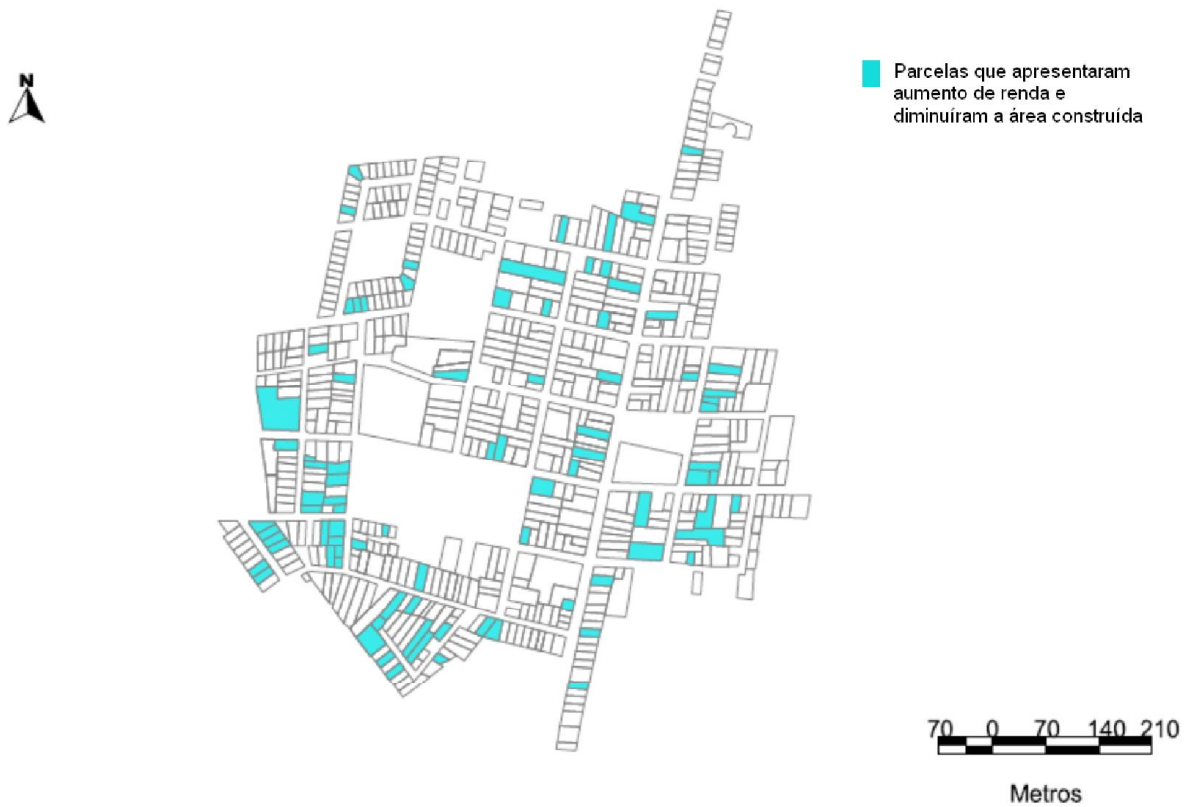 N
Parcelas que apresentaram
aumento de renda e
diminuíram a área construída
70 0 70 140 210
Metros